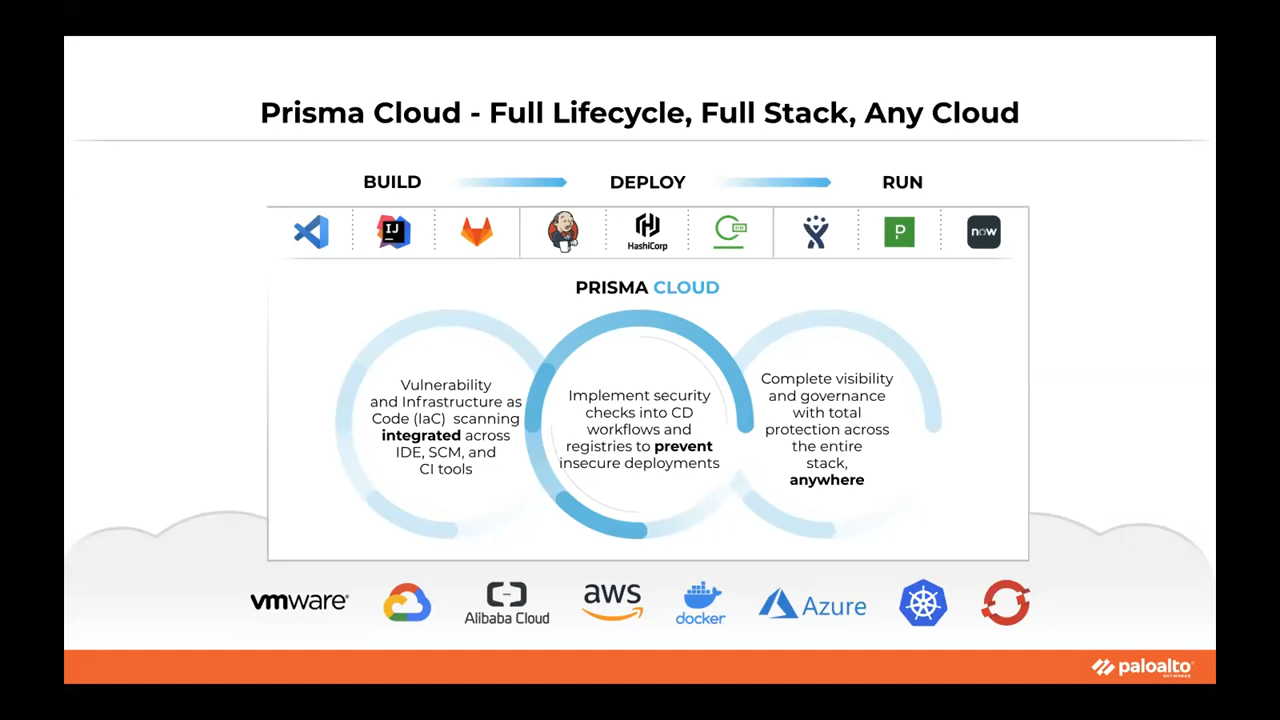 Prisma Cloud - Full Lifecycle, Full Stack, Any Cloud
BUILD
DEPLOY
RUN
IJ
HashiCorp
C
P
now
PRISMA CLOUD
Vulnerability
and Infrastructure as
Code (IaC) scanning
integrated across
IDE, SCM, and
CI tools
Implement security
checks into CD
workflows and
registries to prevent
insecure deployments
Complete visibility
and governance
with total
protection across
the entire
stack,
anywhere
vmware®
Alibaba Cloud
aws
docker
Azure
paloalto
NETWORKS